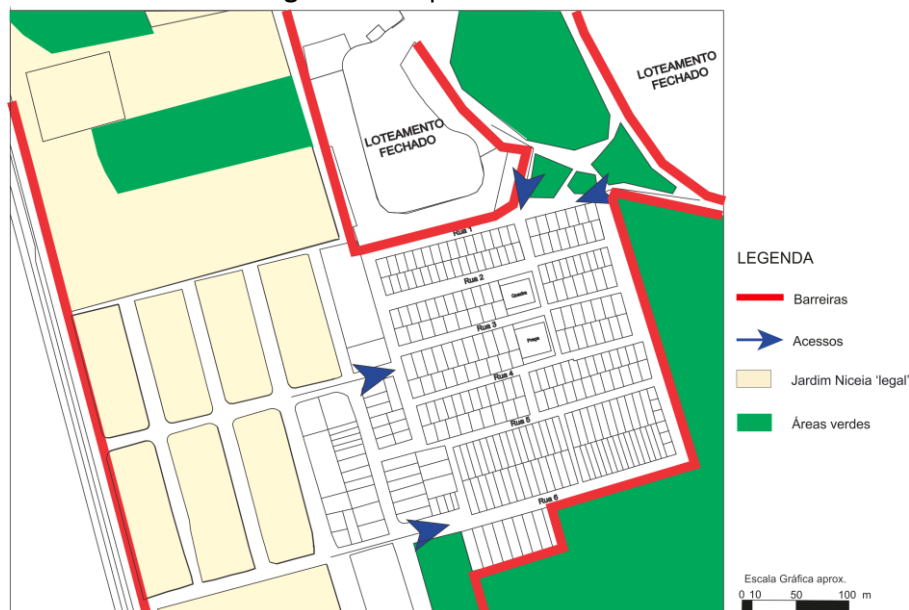 LOTEAMENTO
FECHADO
LOTEAMENTO
FECHADO
Rua 1
Rua 2
Quadra
Rua 3
Praça
Rua 4
Rua 5
Rua 6
LEGENDA
Barreiras
Acessos
Jardim Niceia 'legal'
Áreas verdes
Escala Gráfica aprox.
0 10 50 100 m